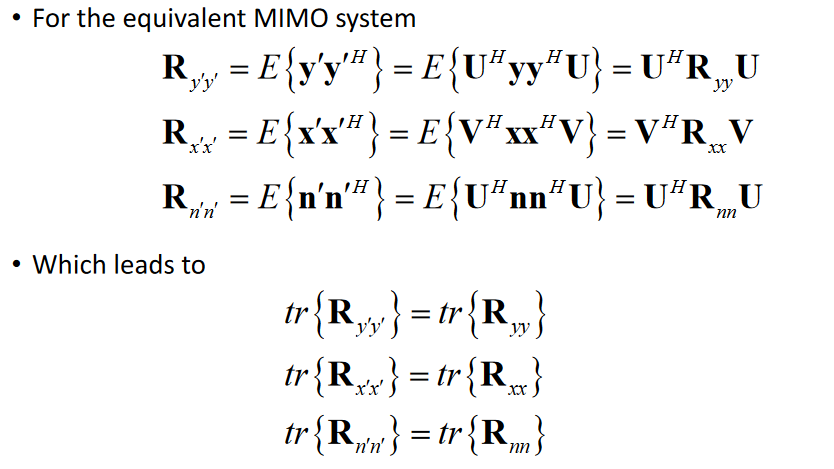 • For the equivalent MIMO system
R_{y'y'} = E{y'y'^H} = E{U^H yy^H U} = U^H R_{yy} U
R_{x'x'} = E{x'x'^H} = E{V^H xx^H V} = V^H R_{xx} V
R_{n'n'} = E{n'n'^H} = E{U^H nn^H U} = U^H R_{nn} U
• Which leads to
tr{R_{y'y'}} = tr{R_{yy}}
tr{R_{x'x'}} = tr{R_{xx}}
tr{R_{n'n'}} = tr{R_{nn}}